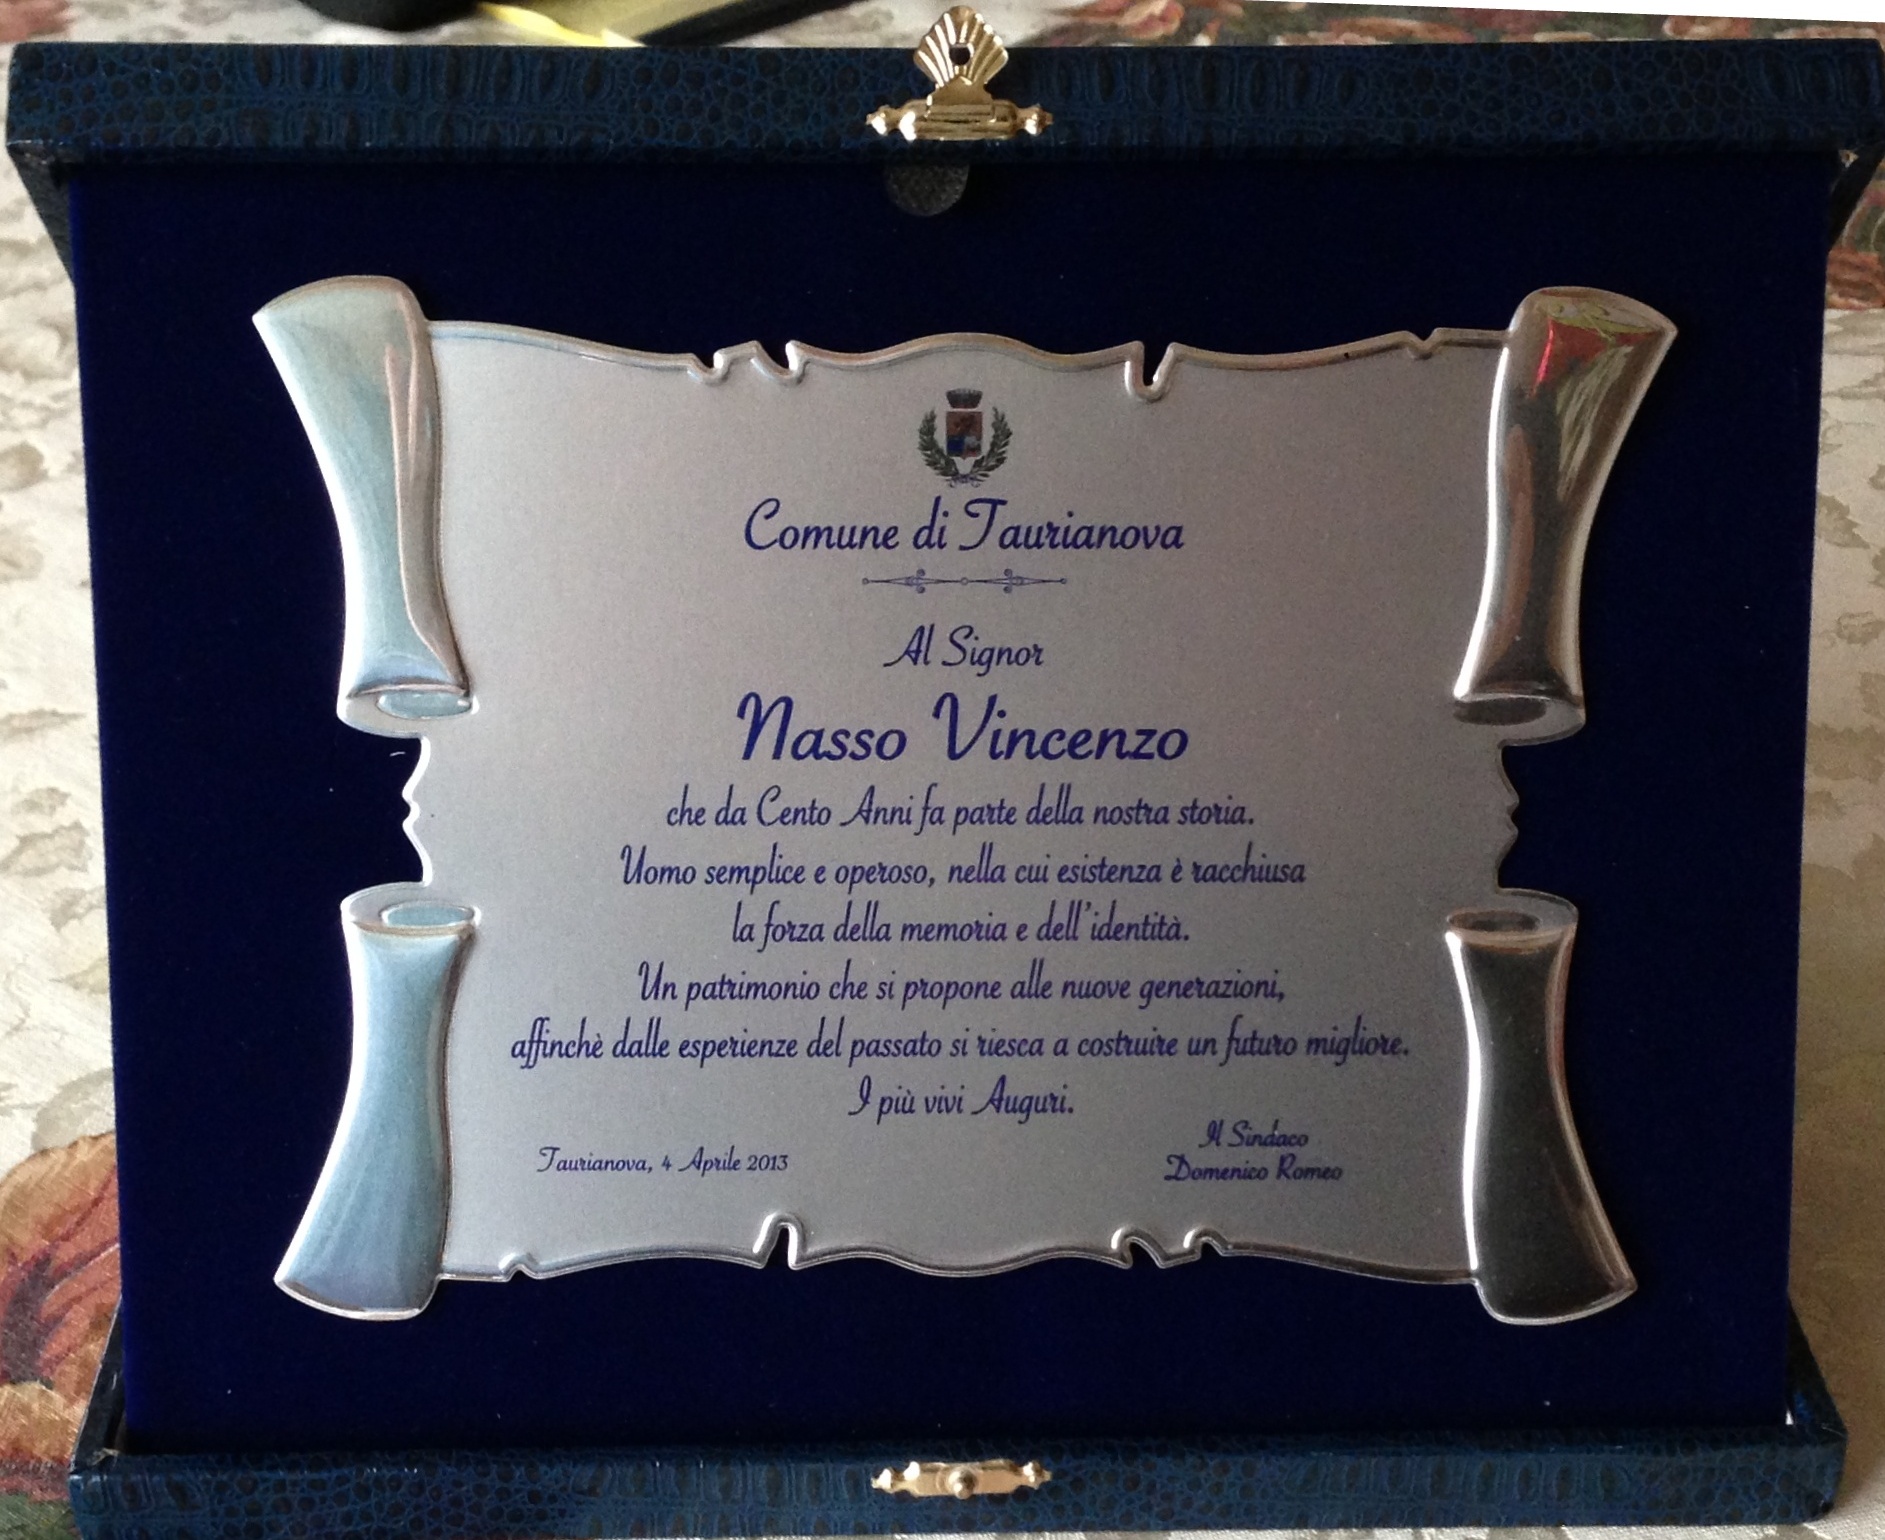 Comune di Taurianova
Al Signor
Nasso Vincenzo
che da Cento Anni fa parte della nostra storia.
Uomo semplice e operoso, nella cui esistenza è racchiusa
la forza della memoria e dell'identità.
Un patrimonio che si propone alle nuove generazioni,
affinchè dalle esperienze del passato si riesca a costruire un futuro migliore.
I più vivi Auguri.
Taurianova, 4 Aprile 2013
Il Sindaco
Domenico Romeo